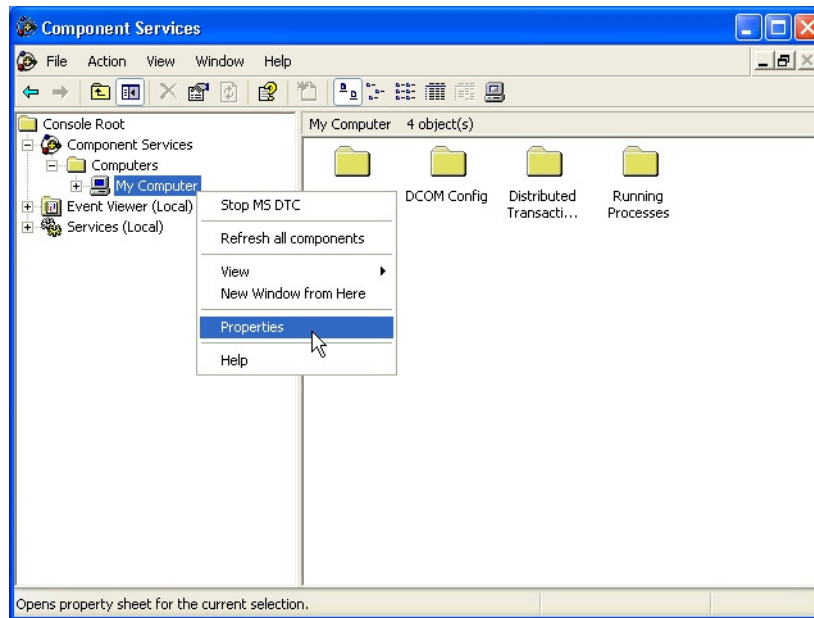 Component Services
File Action View Window Help
Console Root
Component Services
Computers
My Computer
Event Viewer (Local)
Services (Local)
My Computer 4 object(s)
DCOM Config
Distributed
Transacti...
Running
Processes
Stop MS DTC
Refresh all components
View
New Window from Here
Properties
Help
Opens property sheet for the current selection.